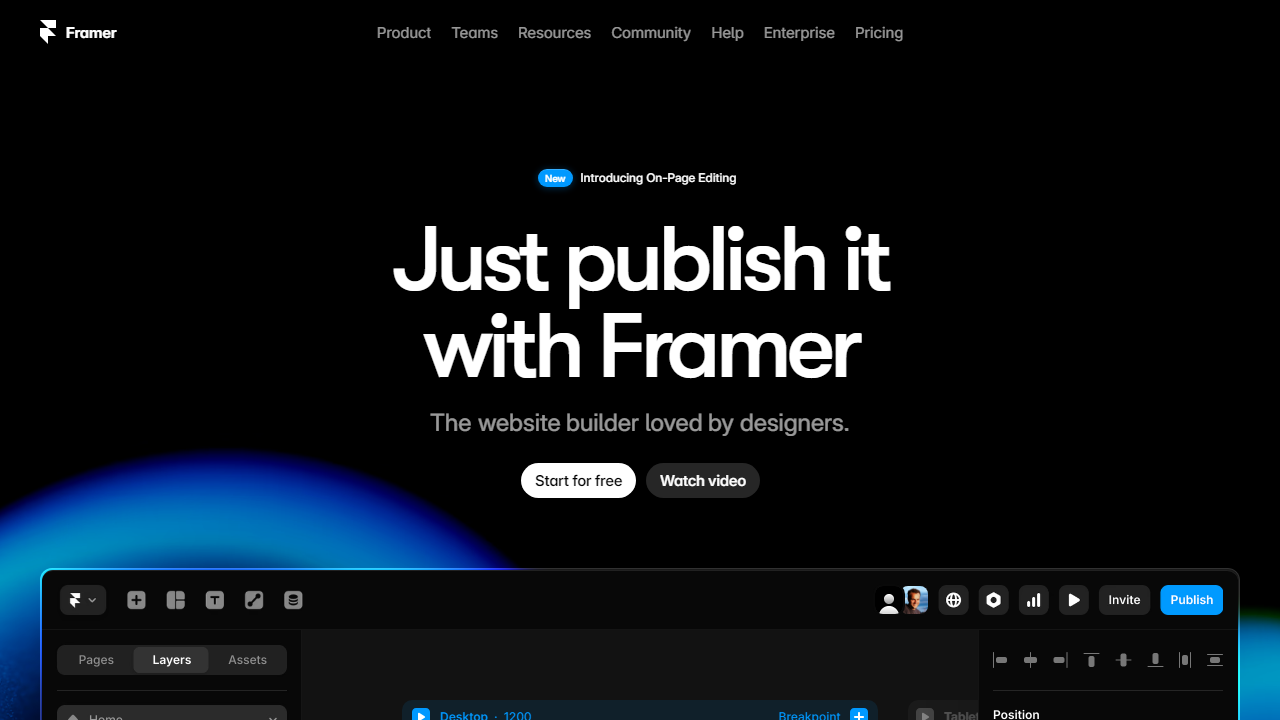 Framer
Product Teams Resources Community Help Enterprise Pricing
New Introducing On-Page Editing
Just publish it
with Framer
The website builder loved by designers.
Start for free Watch video
Invite Publish
Pages Layers Assets
Desktop · 1200 Breakpoint Tablet
Home Position